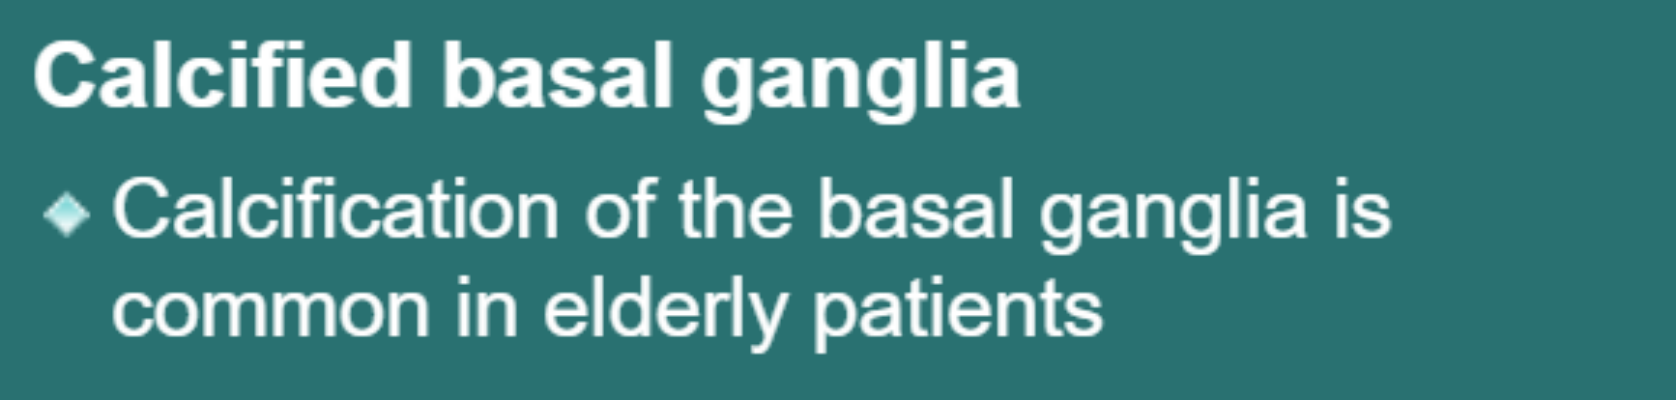 Calcified basal ganglia
Calcification of the basal ganglia is
common in elderly patients